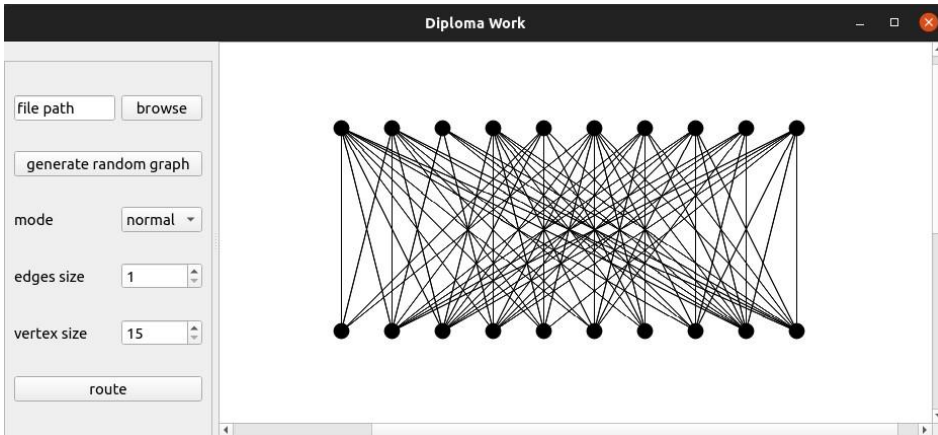 Diploma Work
file path browse
generate random graph
mode normal
edges size 1
vertex size 15
route